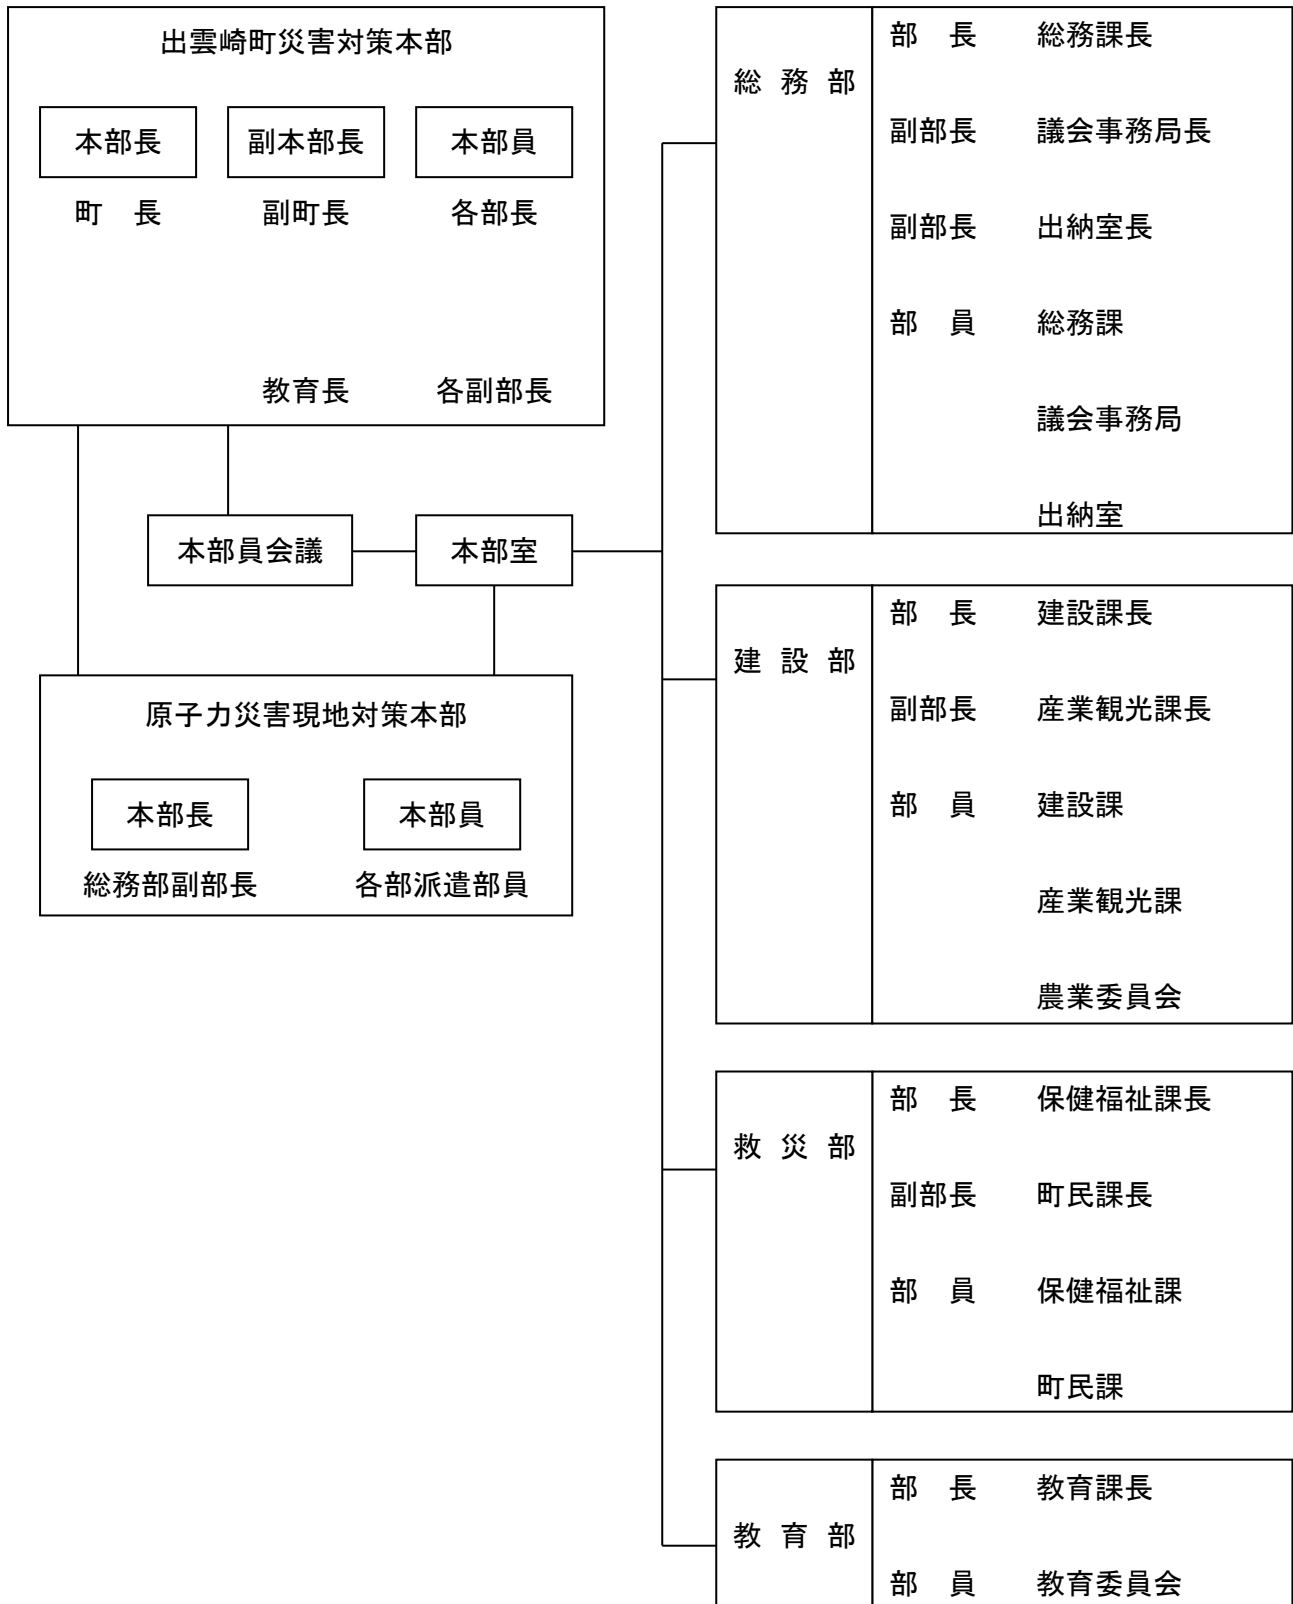 出雲崎町災害対策本部
本部長 副本部長 本部員
町　長 副町長 各部長
教育長 各副部長
本部員会議 本部室
原子力災害現地対策本部
本部長 本部員
総務部副部長 各部派遣部員
総 務 部
部　長 総務課長
副部長 議会事務局長
副部長 出納室長
部　員 総務課
議会事務局
出納室
建 設 部
部　長 建設課長
副部長 産業観光課長
部　員 建設課
産業観光課
農業委員会
救 災 部
部　長 保健福祉課長
副部長 町民課長
部　員 保健福祉課
町民課
教 育 部
部　長 教育課長
部　員 教育委員会